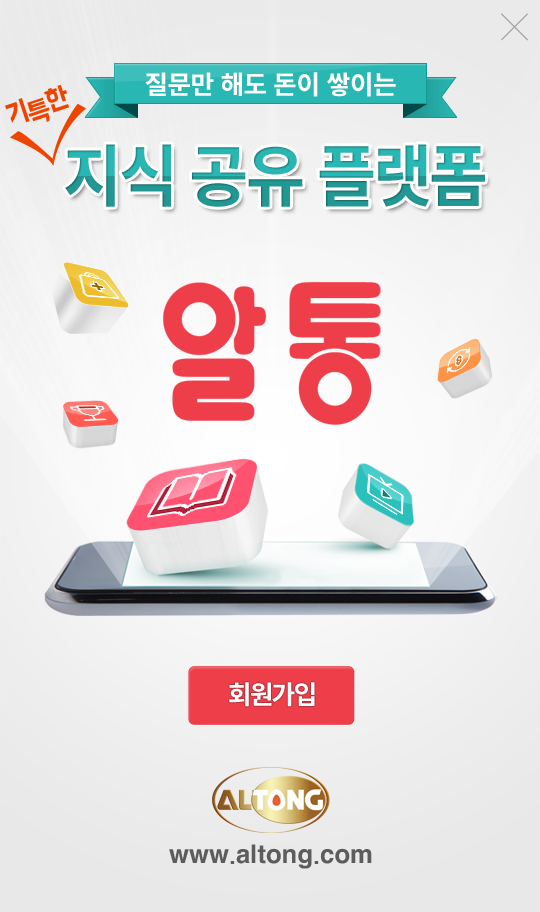 질문만 해도 돈이 쌓이는
기특한
지식 공유 플랫폼
알통
회원가입
ALTONG
www.altong.com